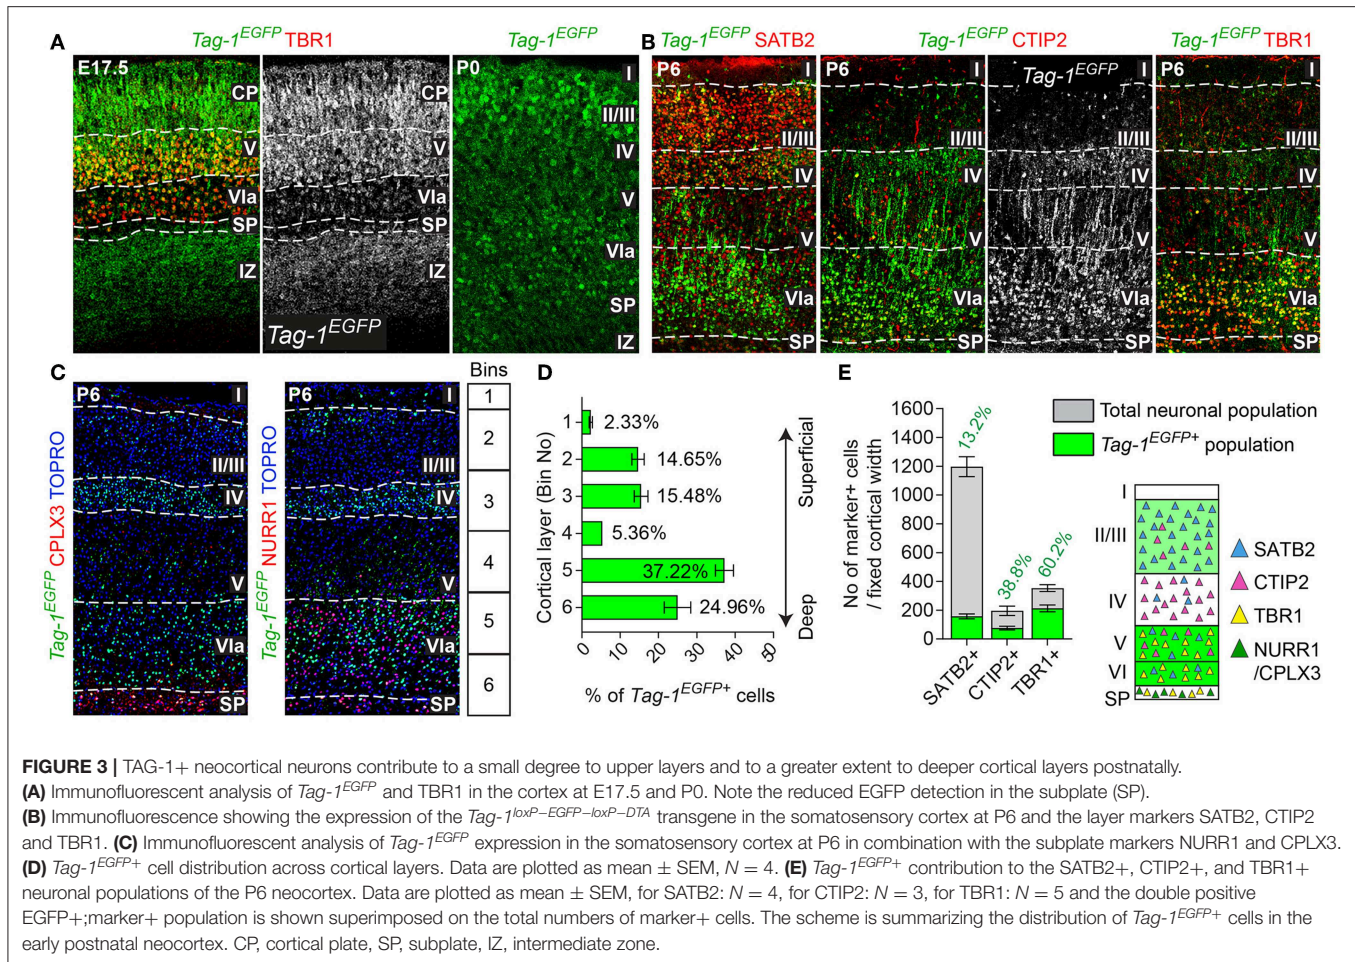 A
Tag-1EGFP TBR1
Tag-1EGFP
E17.5
CP
V
VIa
SP
IZ
CP
V
VIa
SP
IZ
Tag-1EGFP
P0
I
II/III
IV
V
VIa
SP
IZ
B
Tag-1EGFP SATB2
Tag-1EGFP CTIP2
Tag-1EGFP TBR1
P6
I
II/III
IV
V
VIa
SP
P6
Tag-1EGFP
I
II/III
IV
V
VIa
SP
P6
I
II/III
IV
V
VIa
SP
C
Tag-1EGFP CPLX3 TOPRO
P6
I
II/III
IV
V
VIa
SP
Tag-1EGFP NURR1 TOPRO
P6
I
II/III
IV
V
VIa
SP
Bins
1
2
3
4
5
6
D
Cortical layer (Bin No)
1
2
3
4
5
6
2.33%
14.65%
15.48%
5.36%
37.22%
24.96%
0
10
20
30
40
50
% of Tag-1EGFP+ cells
Superficial
Deep
E
No of marker+ cells
/ fixed cortical width
1600
1400
1200
1000
800
600
400
200
0
13.2%
38.8%
60.2%
SATB2+
CTIP2+
TBR1+
Total neuronal population
Tag-1EGFP+ population
I
II/III
IV
V
VI
SP
SATB2
CTIP2
TBR1
NURR1
/CPLX3
FIGURE 3 | TAG-1+ neocortical neurons contribute to a small degree to upper layers and to a greater extent to deeper cortical layers postnatally.
(A) Immunofluorescent analysis of Tag-1EGFP and TBR1 in the cortex at E17.5 and P0. Note the reduced EGFP detection in the subplate (SP).
(B) Immunofluorescence showing the expression of the Tag-1loxP−EGFP−loxP−DTA transgene in the somatosensory cortex at P6 and the layer markers SATB2, CTIP2
and TBR1. (C) Immunofluorescent analysis of Tag-1EGFP expression in the somatosensory cortex at P6 in combination with the subplate markers NURR1 and CPLX3.
(D) Tag-1EGFP+ cell distribution across cortical layers. Data are plotted as mean ± SEM, N = 4. (E) Tag-1EGFP+ contribution to the SATB2+, CTIP2+, and TBR1+
neuronal populations of the P6 neocortex. Data are plotted as mean ± SEM, for SATB2: N = 4, for CTIP2: N = 3, for TBR1: N = 5 and the double positive
EGFP+;marker+ population is shown superimposed on the total numbers of marker+ cells. The scheme is summarizing the distribution of Tag-1EGFP+ cells in the
early postnatal neocortex. CP, cortical plate, SP, subplate, IZ, intermediate zone.